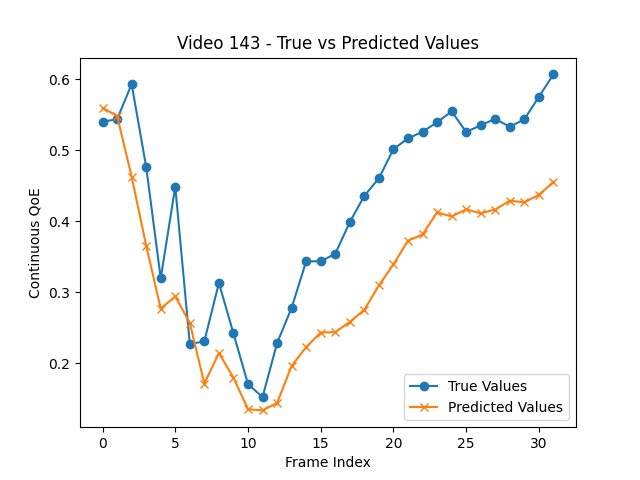 Video 143 - True vs Predicted Values
Continuous QoE
0.6
0.5
0.4
0.3
0.2
0 5 10 15 20 25 30
Frame Index
True Values
Predicted Values